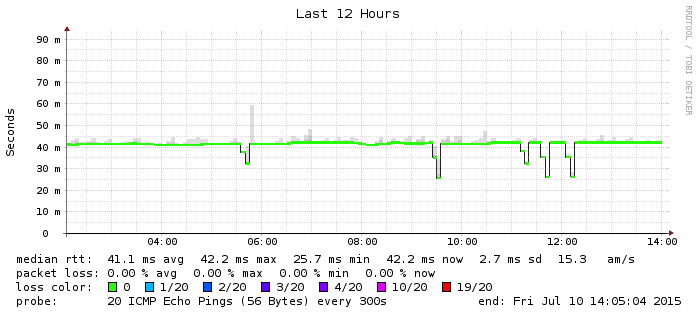 Last 12 Hours
RRDTOOL / TOBI OETIKER
Seconds
90 m
80 m
70 m
60 m
50 m
40 m
30 m
20 m
10 m
0
04:00 06:00 08:00 10:00 12:00 14:00
median rtt: 41.1 ms avg 42.2 ms max 25.7 ms min 42.2 ms now 2.7 ms sd 15.3 am/s
packet loss: 0.00 % avg 0.00 % max 0.00 % min 0.00 % now
loss color: 0 1/20 2/20 3/20 4/20 10/20 19/20
probe: 20 ICMP Echo Pings (56 Bytes) every 300s end: Fri Jul 10 14:05:04 2015